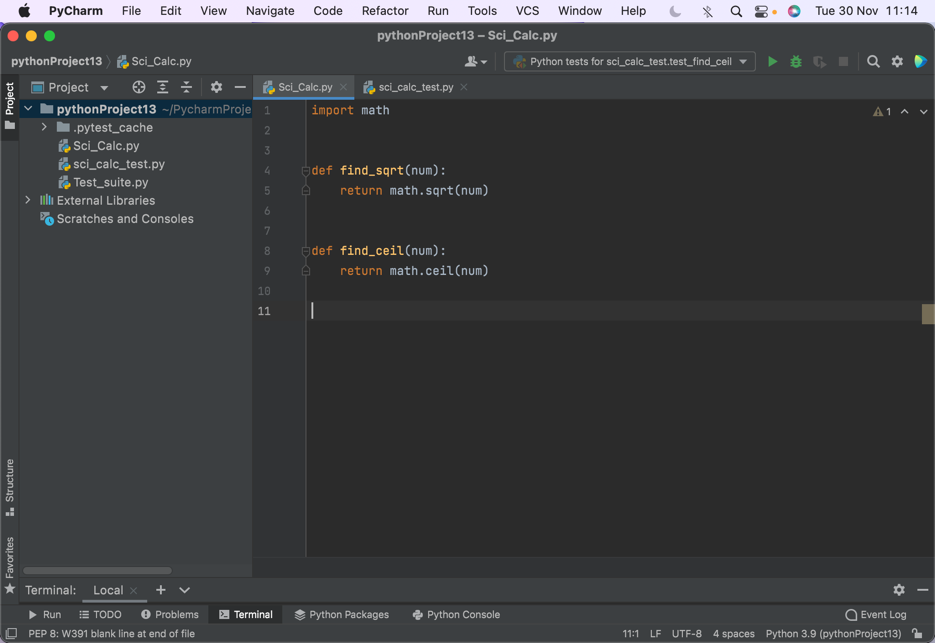 PyCharm File Edit View Navigate Code Refactor Run Tools VCS Window Help Tue 30 Nov 11:14
pythonProject13 – Sci_Calc.py
pythonProject13 Sci_Calc.py Python tests for sci_calc_test.test_find_ceil
Project Project Sci_Calc.py sci_calc_test.py
pythonProject13 ~/PycharmProje
.pytest_cache
Sci_Calc.py
sci_calc_test.py
Test_suite.py
External Libraries
Scratches and Consoles
1 import math
1
2
3
4 def find_sqrt(num):
5 return math.sqrt(num)
6
7
8 def find_ceil(num):
9 return math.ceil(num)
10
11
Structure
Favorites
Terminal: Local
Run TODO Problems Terminal Python Packages Python Console Event Log
PEP 8: W391 blank line at end of file 11:1 LF UTF-8 4 spaces Python 3.9 (pythonProject13)